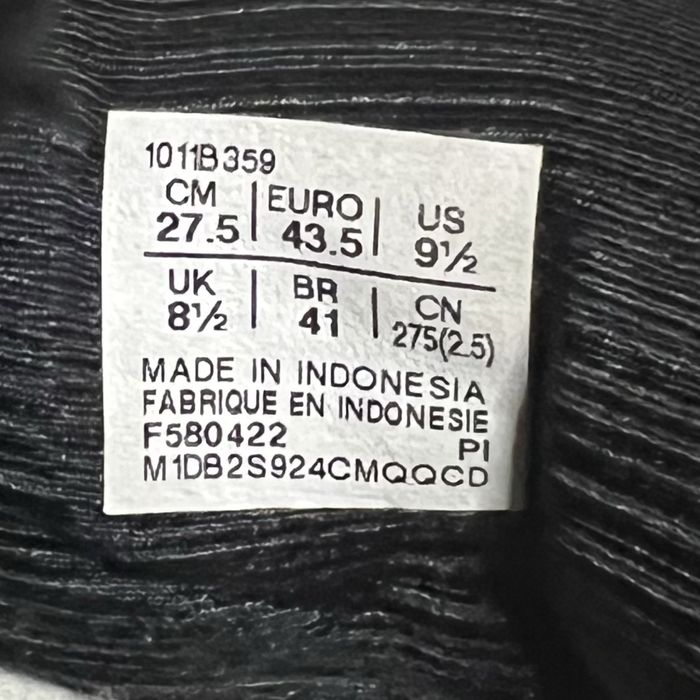 1011B359
CM | EURO | US
27.5 | 43.5 | 9½
UK | BR | CN
8½ | 41 | 275(2.5)
MADE IN INDONESIA
FABRIQUE EN INDONESIE
F580422 PI
M1DB2S924CMQQCD